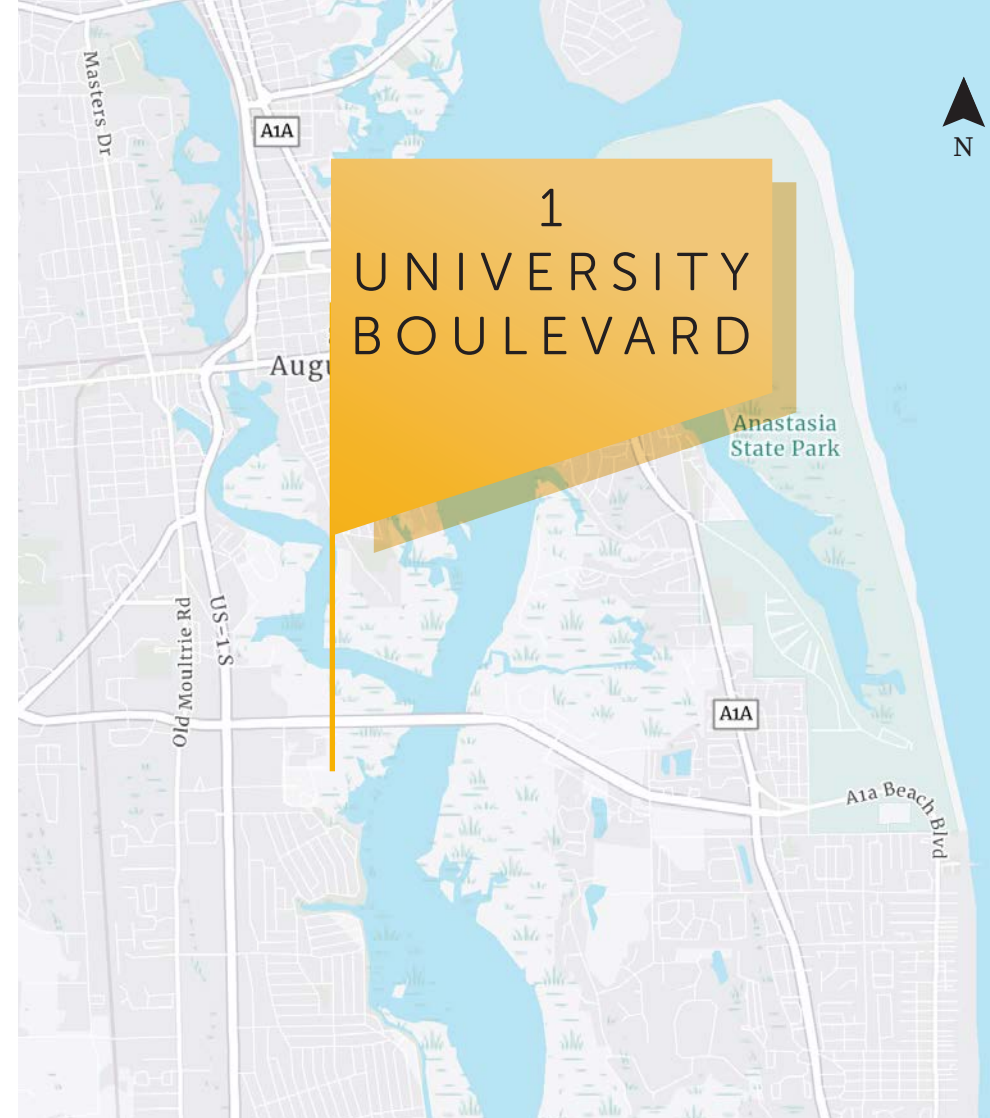 Masters Dr
A1A
N
1
UNIVERSITY
BOULEVARD
Anastasia
State Park
Old Moultrie Rd
US-1 S
A1A
A1a Beach Blvd